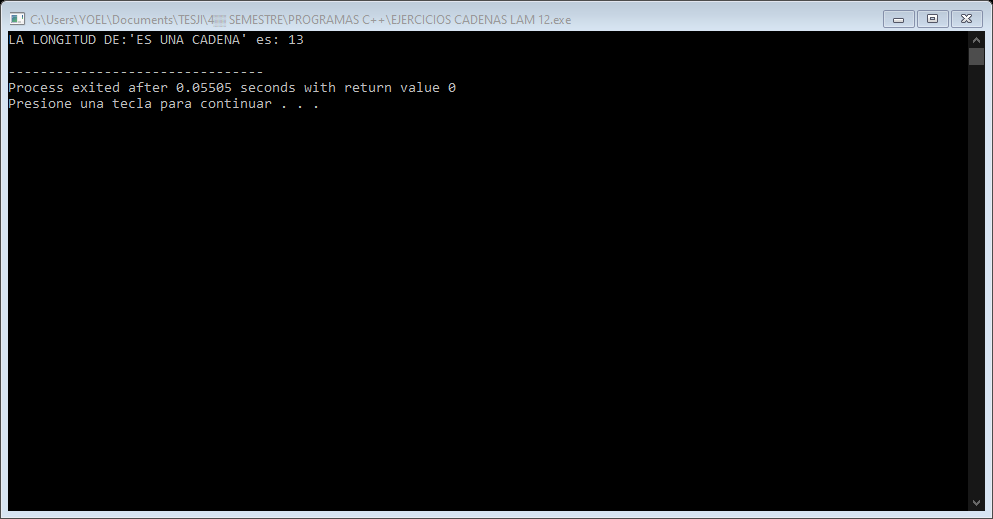 C:\Users\YOEL\Documents\TESJI\4▒▒ SEMESTRE\PROGRAMAS C++\EJERCICIOS CADENAS LAM 12.exe
LA LONGITUD DE:'ES UNA CADENA' es: 13
--------------------------------
Process exited after 0.05505 seconds with return value 0
Presione una tecla para continuar . . .